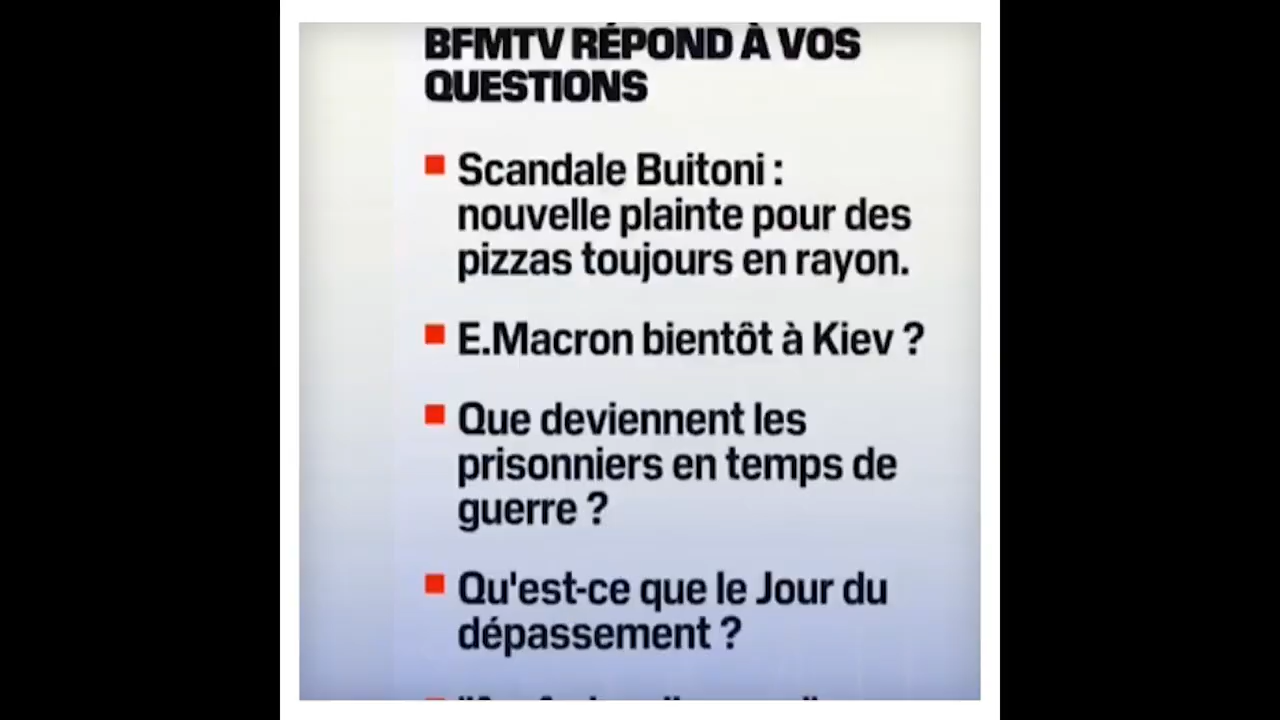 BFMTV RÉPOND À VOS
QUESTIONS
Scandale Buitoni :
nouvelle plainte pour des
pizzas toujours en rayon.
E.Macron bientôt à Kiev ?
Que deviennent les
prisonniers en temps de
guerre ?
Qu'est-ce que le Jour du
dépassement ?